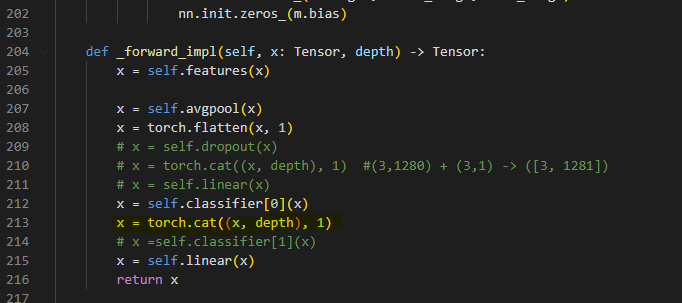 202 nn.init.zeros_(m.bias)
203
204 def _forward_impl(self, x: Tensor, depth) -> Tensor:
205 x = self.features(x)
206
207 x = self.avgpool(x)
208 x = torch.flatten(x, 1)
209 # x = self.dropout(x)
210 # x = torch.cat((x, depth), 1)  #(3,1280) + (3,1) -> ([3, 1281])
211 # x = self.linear(x)
212 x = self.classifier[0](x)
213 x = torch.cat((x, depth), 1)
214 # x =self.classifier[1](x)
215 x = self.linear(x)
216 return x
217